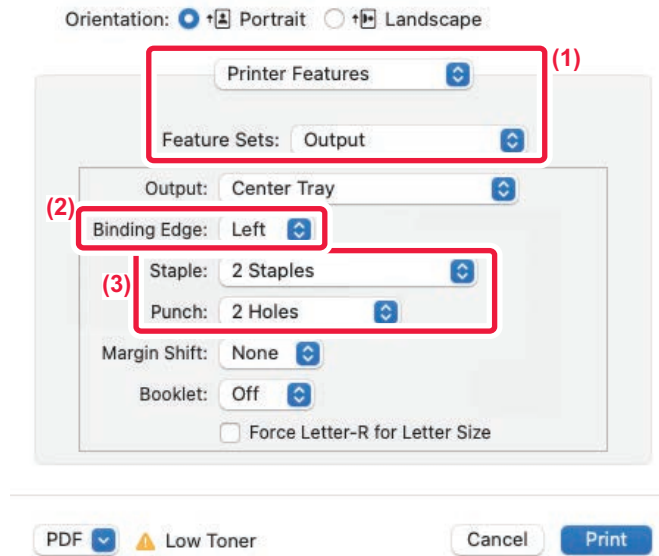 Orientation: Portrait Landscape
(1)
Printer Features
Feature Sets: Output
Output: Center Tray
(2)
Binding Edge: Left
(3)
Staple: 2 Staples
Punch: 2 Holes
Margin Shift: None
Booklet: Off
Force Letter-R for Letter Size
PDF Low Toner Cancel Print